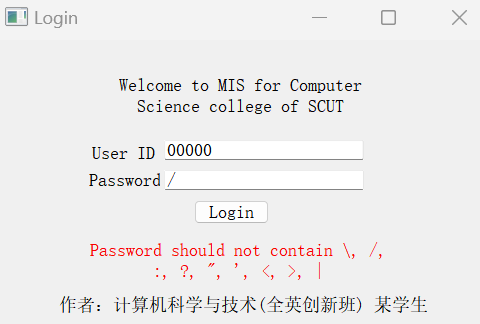 Login
Welcome to MIS for Computer
Science college of SCUT
User ID 00000
Password /
Login
Password should not contain \, /,
:, ?, ", ', <, >, |
作者：计算机科学与技术(全英创新班) 某学生